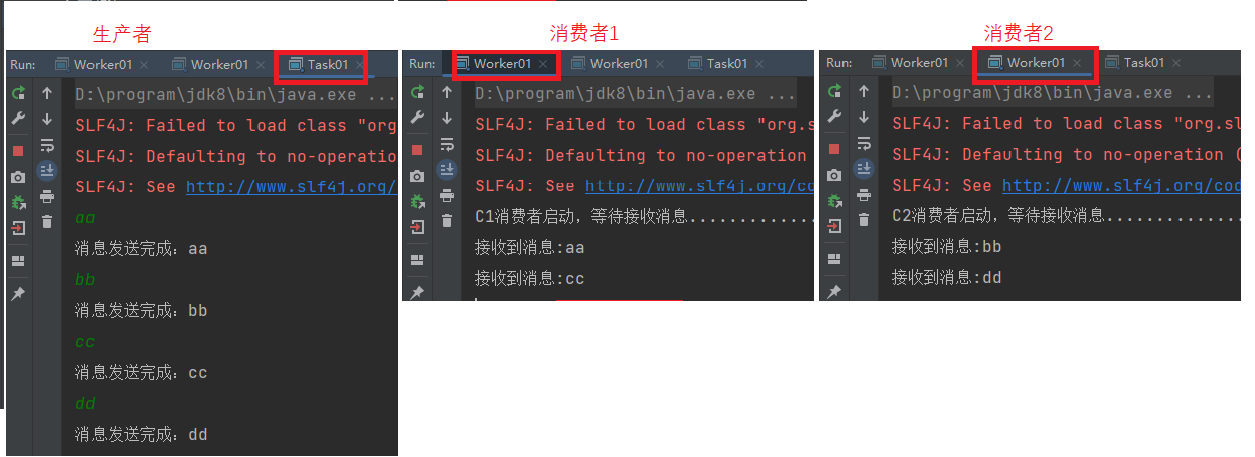 生产者
Run: Worker01 × Worker01 × Task01 ×
D:\program\jdk8\bin\java.exe ...
SLF4J: Failed to load class "org
SLF4J: Defaulting to no-operatio
SLF4J: See http://www.slf4j.org/
aa
消息发送完成：aa
bb
消息发送完成：bb
cc
消息发送完成：cc
dd
消息发送完成：dd
消费者1
Run: Worker01 × Worker01 × Task01 ×
D:\program\jdk8\bin\java.exe ...
SLF4J: Failed to load class "org.s
SLF4J: Defaulting to no-operation
SLF4J: See http://www.slf4j.org/co
C1消费者启动，等待接收消息............
接收到消息:aa
接收到消息:cc
消费者2
Run: Worker01 × Worker01 × Task01 ×
D:\program\jdk8\bin\java.exe ...
SLF4J: Failed to load class "org.sl
SLF4J: Defaulting to no-operation (
SLF4J: See http://www.slf4j.org/cod
C2消费者启动，等待接收消息.............
接收到消息:bb
接收到消息:dd